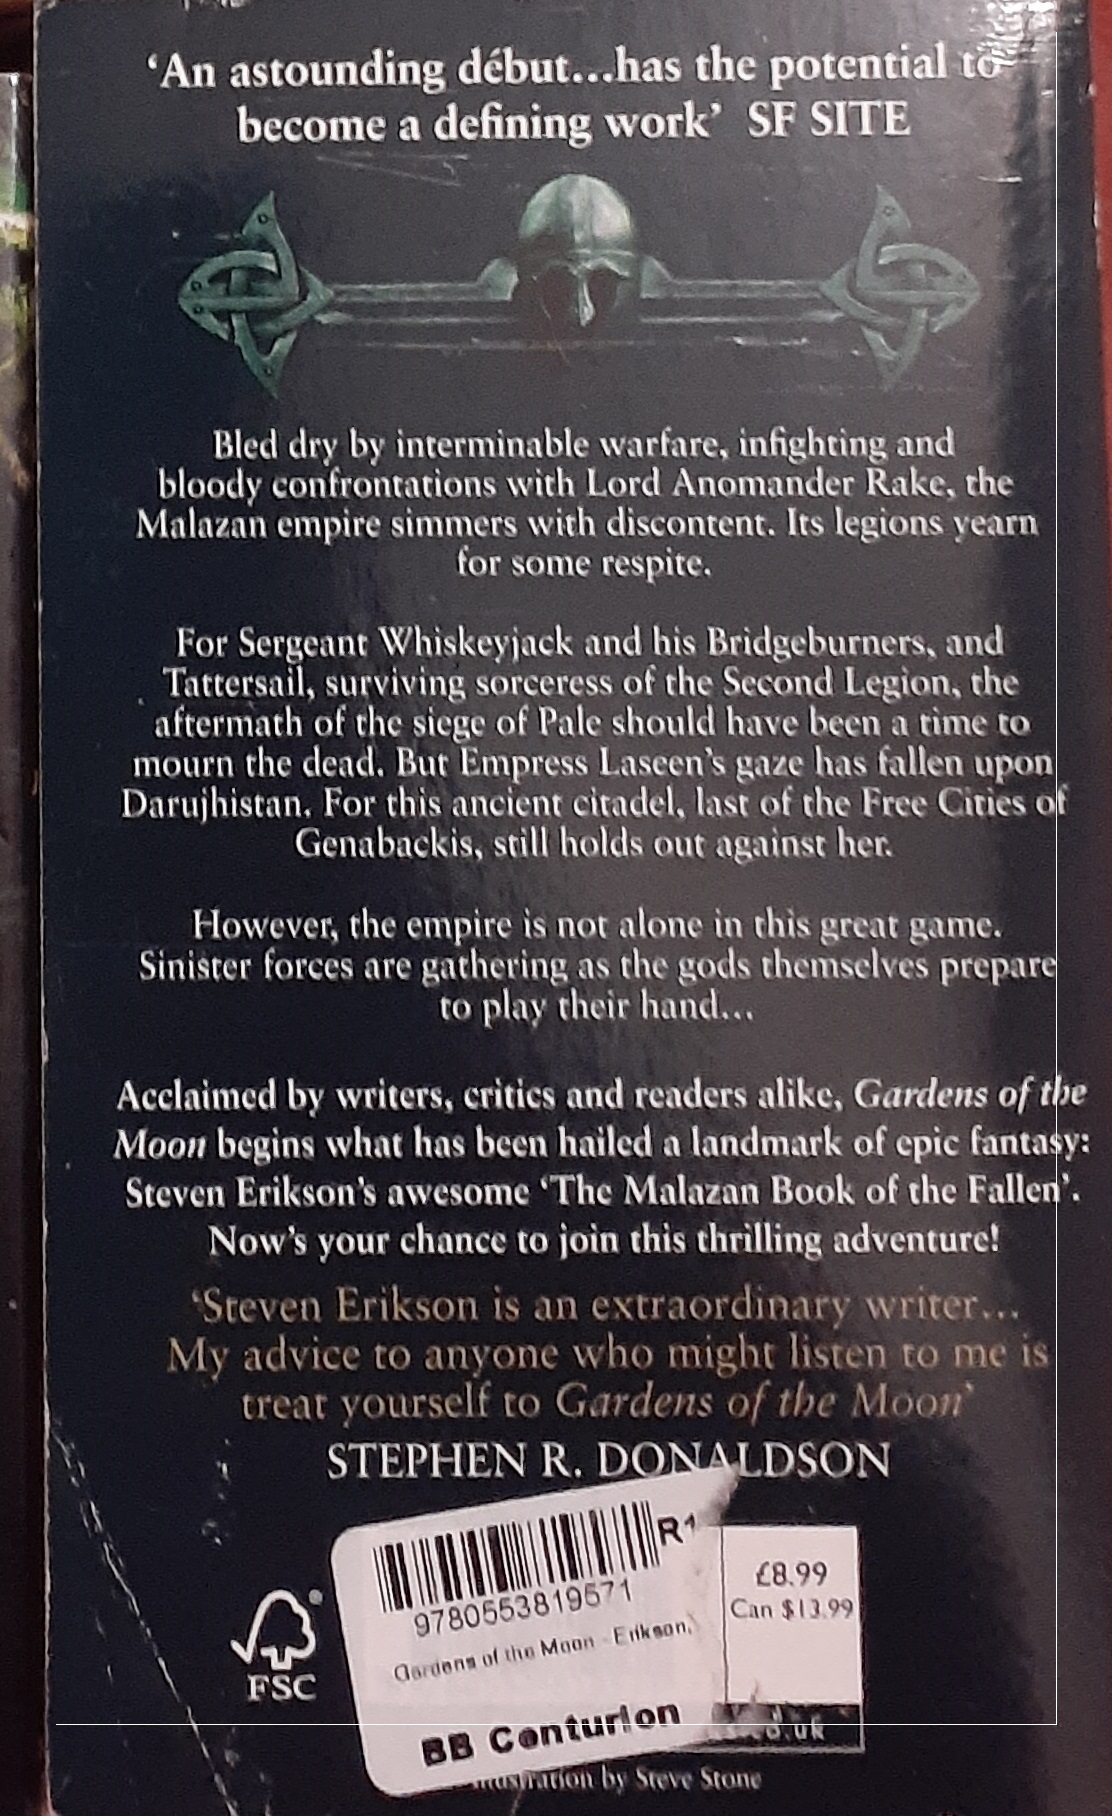 ‘An astounding début...has the potential to
become a defining work’ SF SITE
Bled dry by interminable warfare, infighting and
bloody confrontations with Lord Anomander Rake, the
Malazan empire simmers with discontent. Its legions yearn
for some respite.
For Sergeant Whiskeyjack and his Bridgeburners, and
Tattersail, surviving sorceress of the Second Legion, the
aftermath of the siege of Pale should have been a time to
mourn the dead. But Empress Laseen’s gaze has fallen upon
Darujhistan. For this ancient citadel, last of the Free Cities of
Genabackis, still holds out against her.
However, the empire is not alone in this great game.
Sinister forces are gathering as the gods themselves prepare
to play their hand...
Acclaimed by writers, critics and readers alike, Gardens of the
Moon begins what has been hailed a landmark of epic fantasy:
Steven Erikson’s awesome ‘The Malazan Book of the Fallen’.
Now’s your chance to join this thrilling adventure!
‘Steven Erikson is an extraordinary writer...
My advice to anyone who might listen to me is
treat yourself to Gardens of the Moon’
STEPHEN R. DONALDSON
R1
9780553819571
Gardens of the Moon - Erikson,
BB Centurion
£8.99
Can $13.99
®
FSC
.uk
by Steve Stone